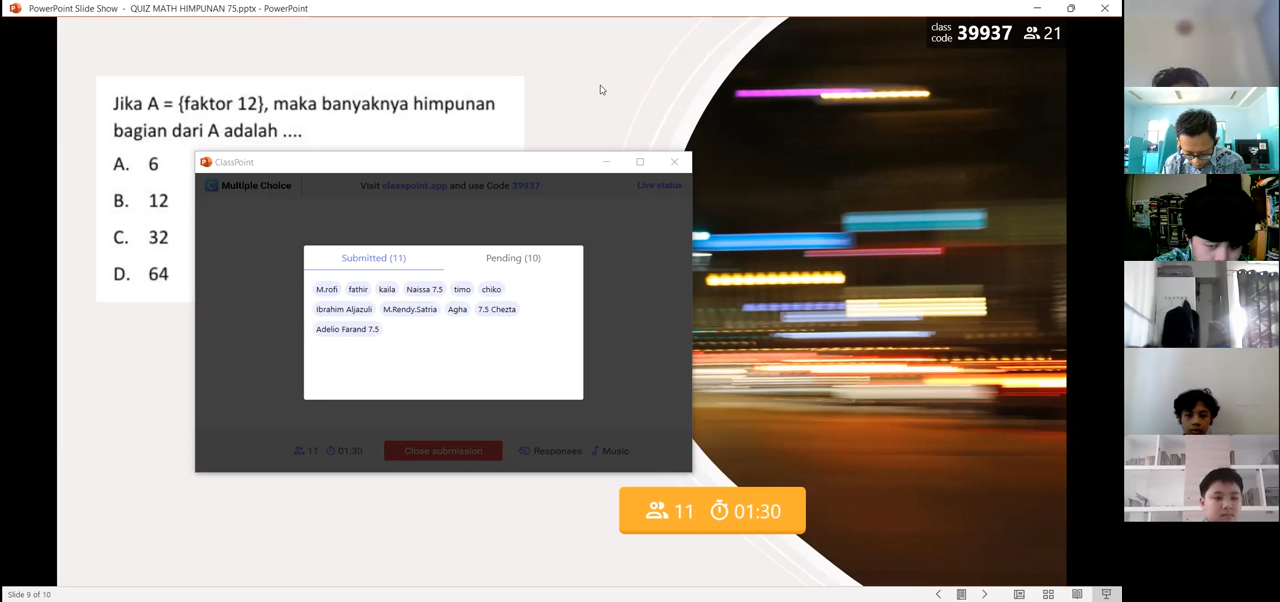 PowerPoint Slide Show - QUIZ MATH HIMPUNAN 75.pptx - PowerPoint
class code 39937 21
Jika A = {faktor 12}, maka banyaknya himpunan
bagian dari A adalah ....
A. 6
B. 12
C. 32
D. 64
ClassPoint
Multiple Choice Visit classpoint.app and use Code 39937 Live status
Submitted (11) Pending (10)
M.rofi fathir kaila Naissa 7.5 timo chiko
Ibrahim Aljazuli M.Rendy.Satria Agha 7.5 Chezta
Adelio Farand 7.5
11 01:30 Close submission Responses Music
11 01:30
Slide 9 of 10